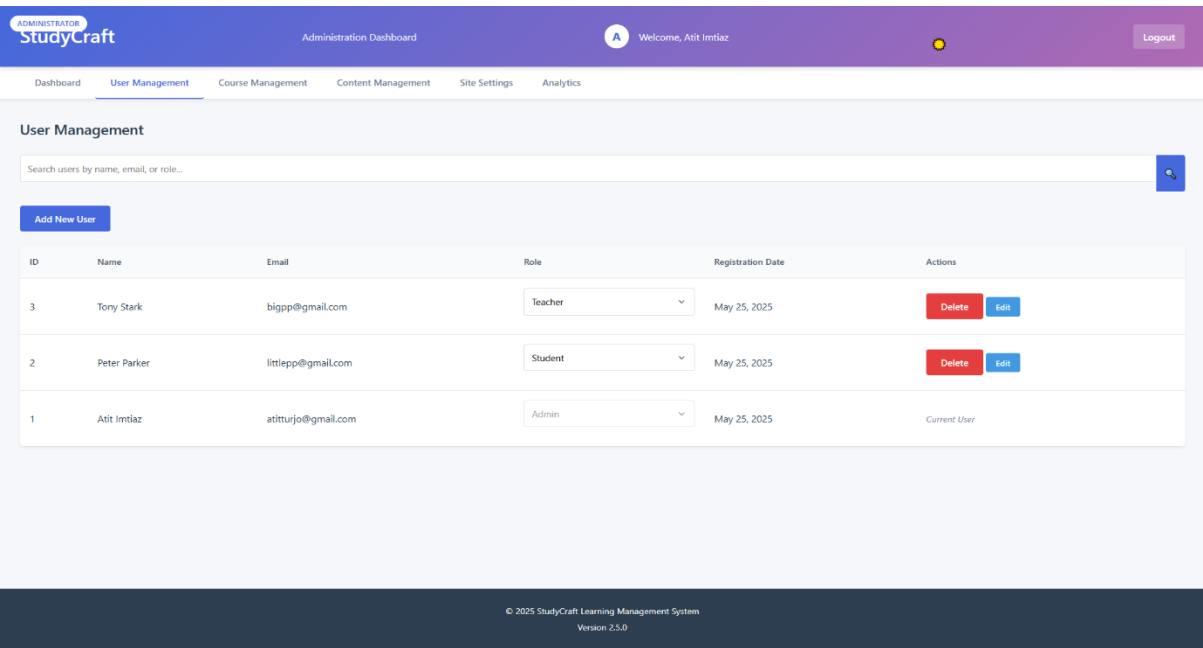 ADMINISTRATOR
StudyCraft
Administration Dashboard
A Welcome, Atit Imtiaz
Logout
Dashboard User Management Course Management Content Management Site Settings Analytics
User Management
Search users by name, email, or role...
Add New User
ID Name Email Role Registration Date Actions
3 Tony Stark bigpp@gmail.com Teacher May 25, 2025 Delete Edit
2 Peter Parker littlepp@gmail.com Student May 25, 2025 Delete Edit
1 Atit Imtiaz atitturjo@gmail.com Admin May 25, 2025 Current User
© 2025 StudyCraft Learning Management System
Version 2.5.0